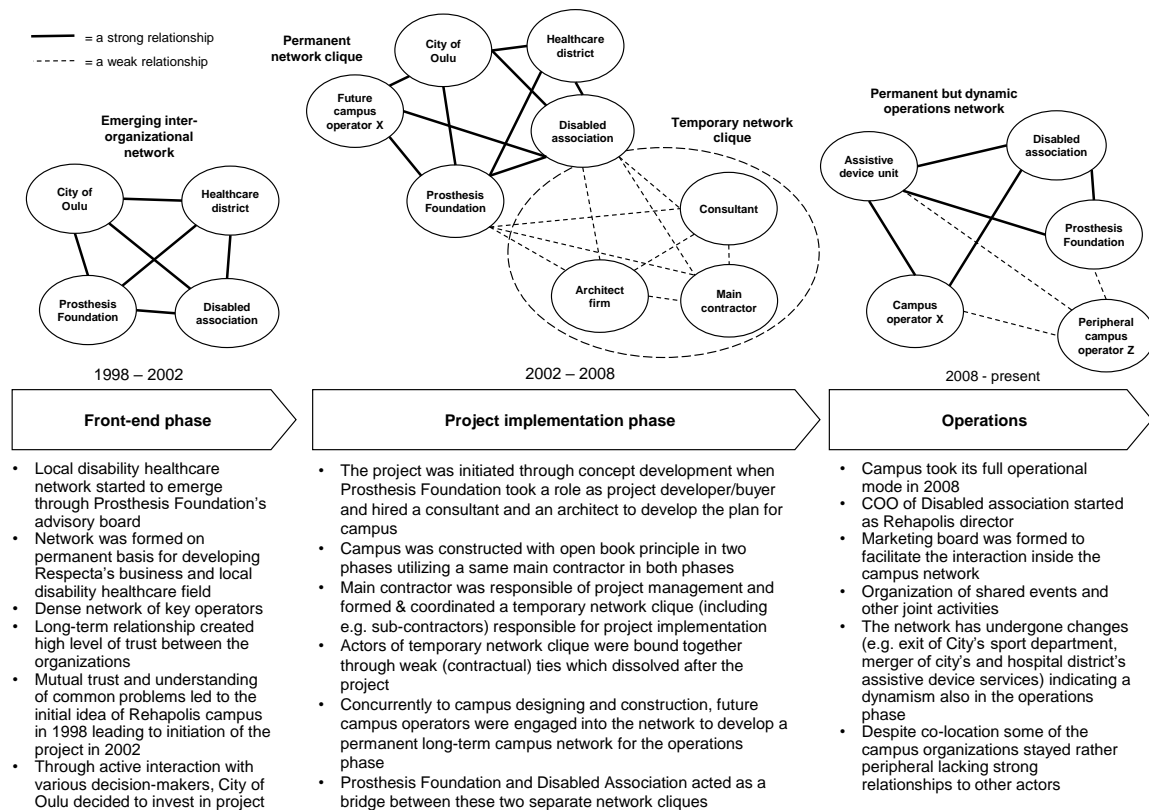 = a strong relationship
= a weak relationship
Emerging inter-
organizational
network
City of
Oulu
Healthcare
district
Prosthesis
Foundation
Disabled
association
1998 – 2002
Permanent
network clique
City of
Oulu
Healthcare
district
Future
campus
operator X
Disabled
association
Prosthesis
Foundation
Temporary network
clique
Consultant
Architect
firm
Main
contractor
2002 – 2008
Permanent but dynamic
operations network
Assistive
device unit
Disabled
association
Prosthesis
Foundation
Campus
operator X
Peripheral
campus
operator Z
2008 - present
Front-end phase
Project implementation phase
Operations
• Local disability healthcare
network started to emerge
through Prosthesis Foundation’s
advisory board
• Network was formed on
permanent basis for developing
Respecta’s business and local
disability healthcare field
• Dense network of key operators
• Long-term relationship created
high level of trust between the
organizations
• Mutual trust and understanding
of common problems led to the
initial idea of Rehapolis campus
in 1998 leading to initiation of the
project in 2002
• Through active interaction with
various decision-makers, City of
Oulu decided to invest in project
• The project was initiated through concept development when
Prosthesis Foundation took a role as project developer/buyer
and hired a consultant and an architect to develop the plan for
campus
• Campus was constructed with open book principle in two
phases utilizing a same main contractor in both phases
• Main contractor was responsible of project management and
formed & coordinated a temporary network clique (including
e.g. sub-contractors) responsible for project implementation
• Actors of temporary network clique were bound together
through weak (contractual) ties which dissolved after the
project
• Concurrently to campus designing and construction, future
campus operators were engaged into the network to develop a
permanent long-term campus network for the operations
phase
• Prosthesis Foundation and Disabled Association acted as a
bridge between these two separate network cliques
• Campus took its full operational
mode in 2008
• COO of Disabled association started
as Rehapolis director
• Marketing board was formed to
facilitate the interaction inside the
campus network
• Organization of shared events and
other joint activities
• The network has undergone changes
(e.g. exit of City’s sport department,
merger of city’s and hospital district’s
assistive device services) indicating a
dynamism also in the operations
phase
• Despite co-location some of the
campus organizations stayed rather
peripheral lacking strong
relationships to other actors